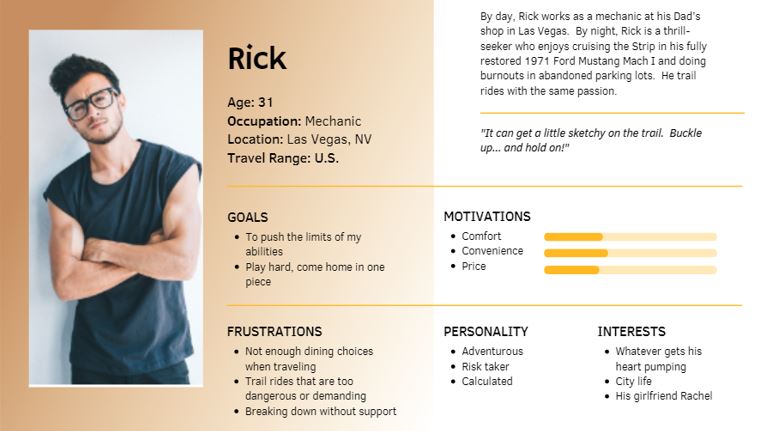 Rick
Age: 31
Occupation: Mechanic
Location: Las Vegas, NV
Travel Range: U.S.
By day, Rick works as a mechanic at his Dad's
shop in Las Vegas. By night, Rick is a thrill-
seeker who enjoys cruising the Strip in his fully
restored 1971 Ford Mustang Mach I and doing
burnouts in abandoned parking lots. He trail
rides with the same passion.
"It can get a little sketchy on the trail. Buckle
up... and hold on!"
GOALS
• To push the limits of my
abilities
• Play hard, come home in one
piece
MOTIVATIONS
• Comfort
• Convenience
• Price
FRUSTRATIONS
• Not enough dining choices
when traveling
• Trail rides that are too
dangerous or demanding
• Breaking down without support
PERSONALITY
• Adventurous
• Risk taker
• Calculated
INTERESTS
• Whatever gets his
heart pumping
• City life
• His girlfriend Rachel